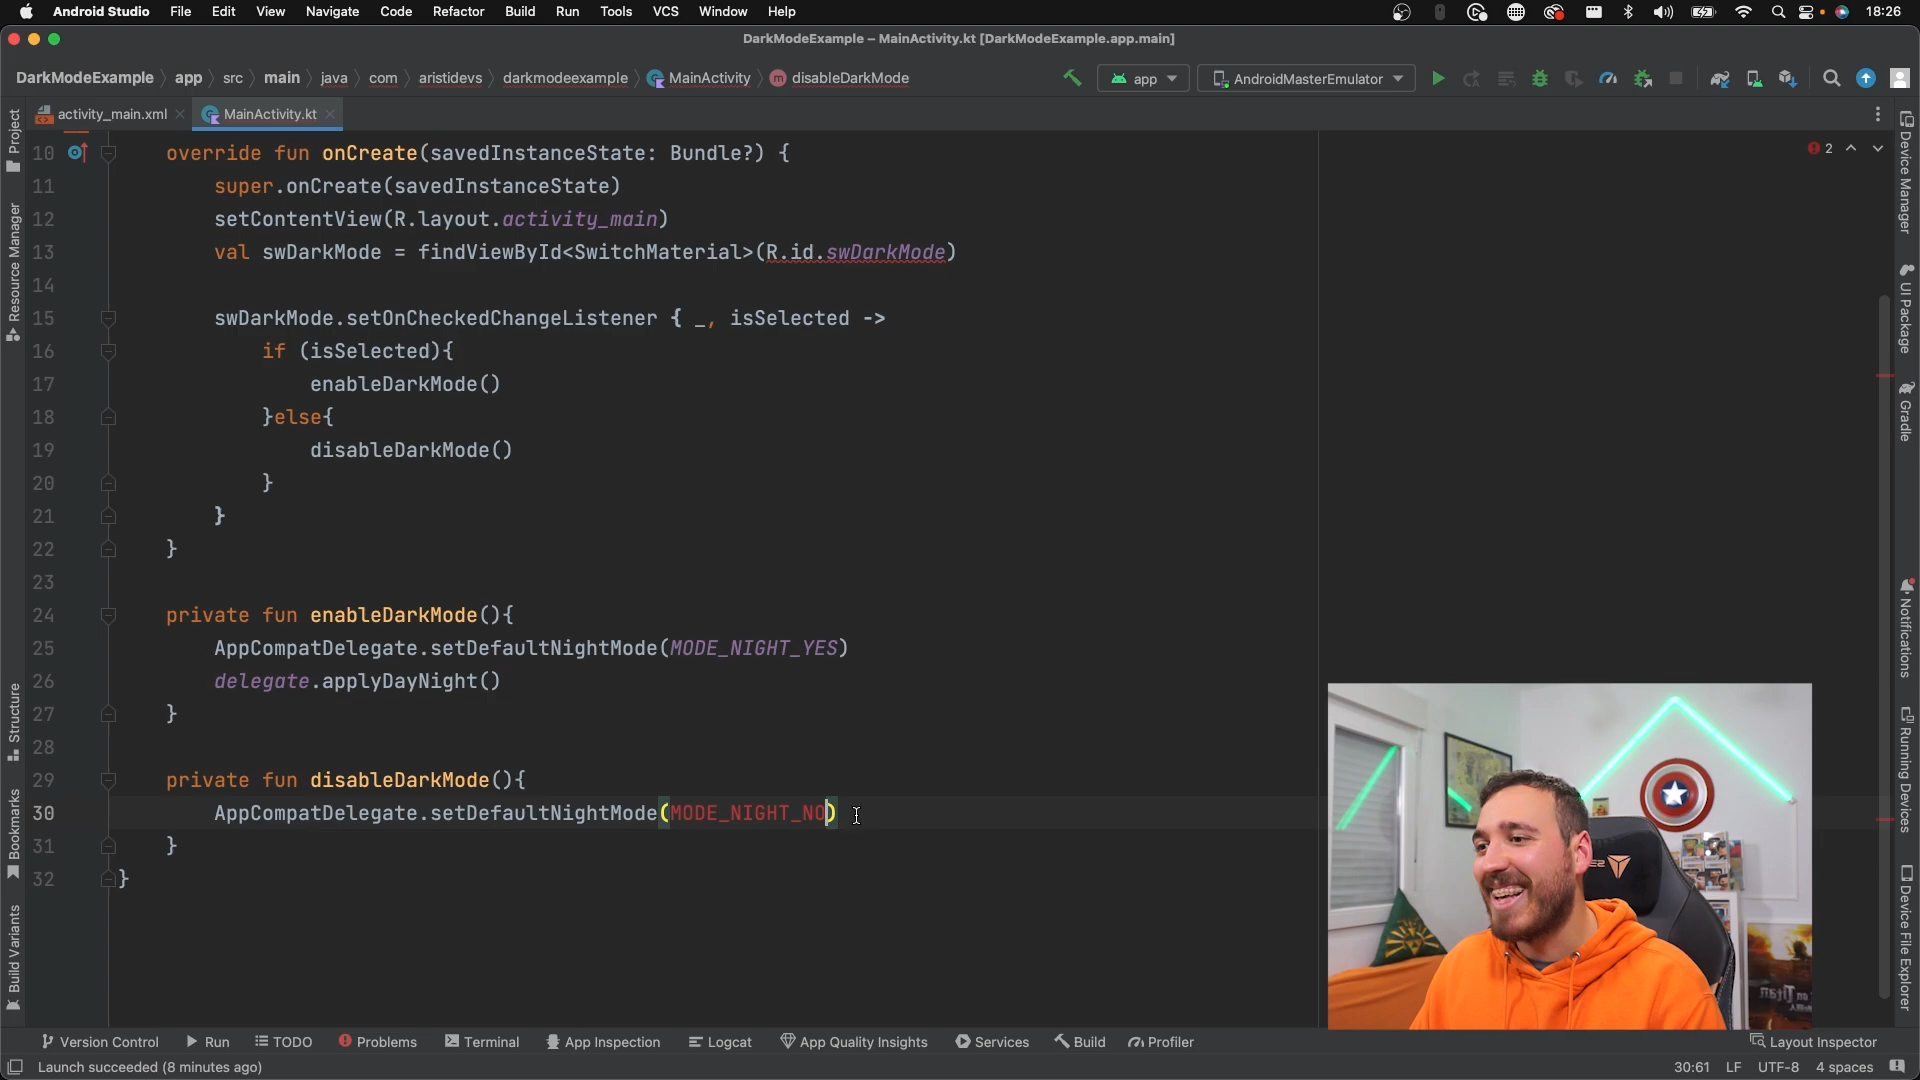 Android Studio File Edit View Navigate Code Refactor Build Run Tools VCS Window Help 18:26
DarkModeExample – MainActivity.kt [DarkModeExample.app.main]
DarkModeExample app src main java com aristidevs darkmodeexample MainActivity disableDarkMode app AndroidMasterEmulator
activity_main.xml MainActivity.kt
2
10 override fun onCreate(savedInstanceState: Bundle?) {
11 super.onCreate(savedInstanceState)
12 setContentView(R.layout.activity_main)
13 val swDarkMode = findViewById<SwitchMaterial>(R.id.swDarkMode)
14
15 swDarkMode.setOnCheckedChangeListener { _, isSelected ->
16 if (isSelected){
17 enableDarkMode()
18 }else{
19 disableDarkMode()
20 }
21 }
22 }
23
24 private fun enableDarkMode(){
25 AppCompatDelegate.setDefaultNightMode(MODE_NIGHT_YES)
26 delegate.applyDayNight()
27 }
28
29 private fun disableDarkMode(){
30 AppCompatDelegate.setDefaultNightMode(MODE_NIGHT_NO)
31 }
32 }
Project
Resource Manager
Structure
Bookmarks
Build Variants
Device Manager
UI Package
Gradle
Notifications
Running Devices
Device File Explorer
Version Control Run TODO Problems Terminal App Inspection Logcat App Quality Insights Services Build Profiler Layout Inspector
Launch succeeded (8 minutes ago) 30:61 LF UTF-8 4 spaces